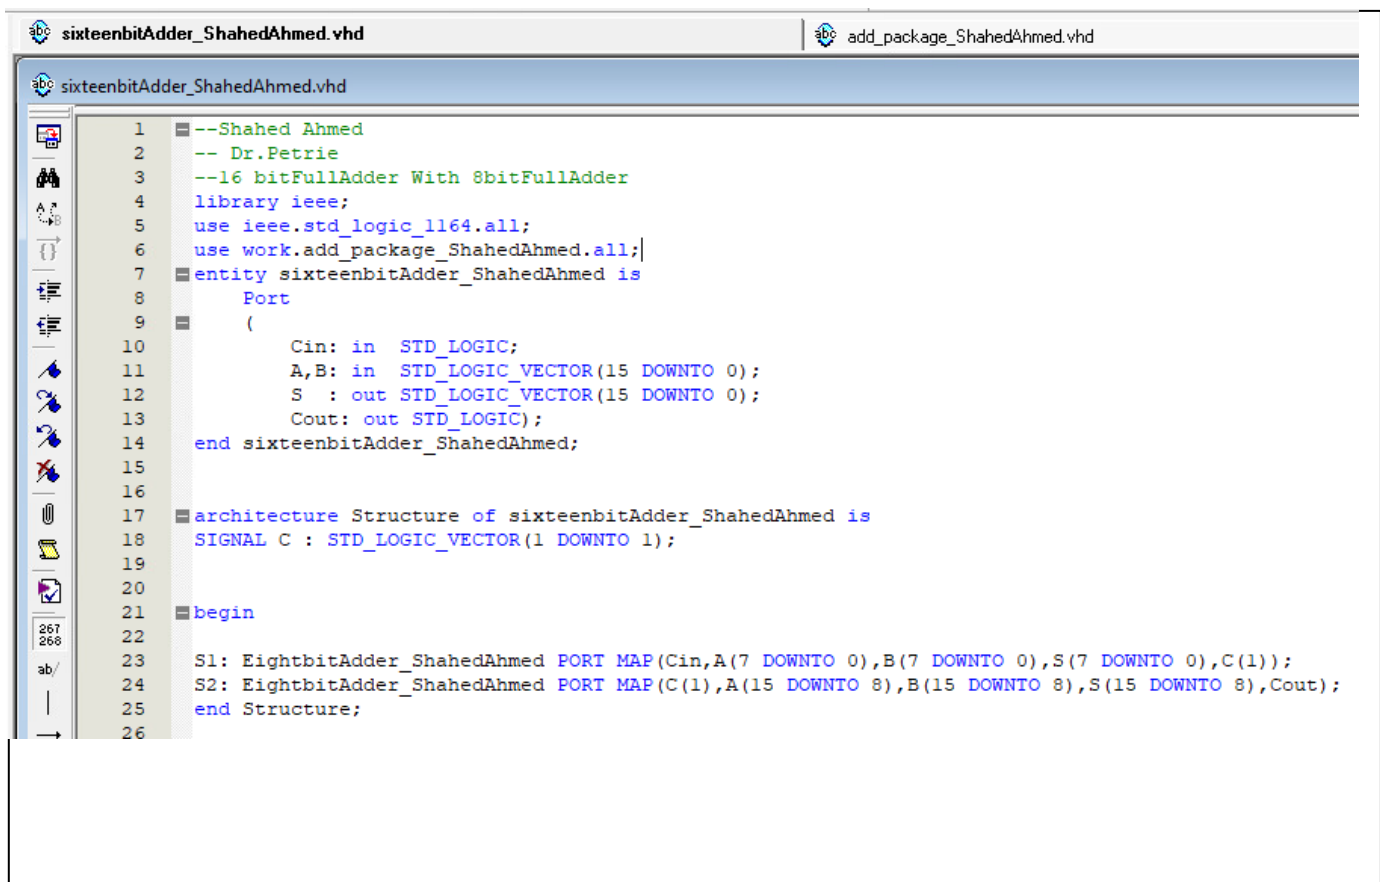 sixteenbitAdder_ShahedAhmed.vhd add_package_ShahedAhmed.vhd
sixteenbitAdder_ShahedAhmed.vhd
1 --Shahed Ahmed
2 -- Dr.Petrie
3 --16 bitFullAdder With 8bitFullAdder
4 library ieee;
5 use ieee.std_logic_1164.all;
6 use work.add_package_ShahedAhmed.all;
7 entity sixteenbitAdder_ShahedAhmed is
8 Port
9 (
10 Cin: in  STD_LOGIC;
11 A,B: in  STD_LOGIC_VECTOR(15 DOWNTO 0);
12 S  : out STD_LOGIC_VECTOR(15 DOWNTO 0);
13 Cout: out STD_LOGIC);
14 end sixteenbitAdder_ShahedAhmed;
15
16
17 architecture Structure of sixteenbitAdder_ShahedAhmed is
18 SIGNAL C : STD_LOGIC_VECTOR(1 DOWNTO 1);
19
20
21 begin
22
23 S1: EightbitAdder_ShahedAhmed PORT MAP(Cin,A(7 DOWNTO 0),B(7 DOWNTO 0),S(7 DOWNTO 0),C(1));
24 S2: EightbitAdder_ShahedAhmed PORT MAP(C(1),A(15 DOWNTO 8),B(15 DOWNTO 8),S(15 DOWNTO 8),Cout);
25 end Structure;
26
abc
abc
abc
267
268
ab/